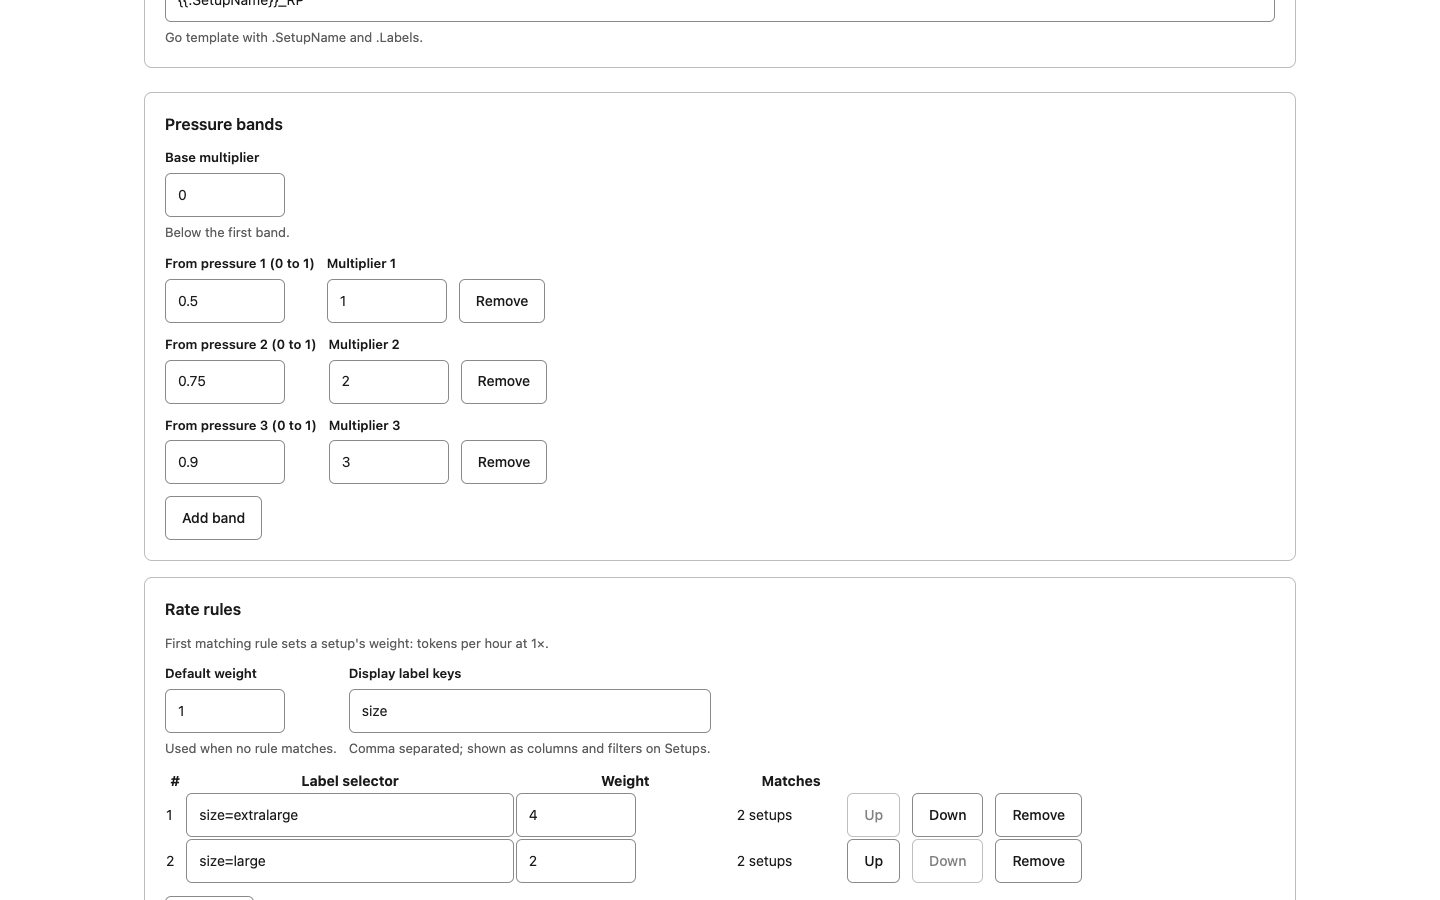 {{.SetupName}}_RP
Go template with .SetupName and .Labels.
Pressure bands
Base multiplier
0
Below the first band.
From pressure 1 (0 to 1) Multiplier 1
0.5 1 Remove
From pressure 2 (0 to 1) Multiplier 2
0.75 2 Remove
From pressure 3 (0 to 1) Multiplier 3
0.9 3 Remove
Add band
Rate rules
First matching rule sets a setup's weight: tokens per hour at 1×.
Default weight Display label keys
1 size
Used when no rule matches. Comma separated; shown as columns and filters on Setups.
# Label selector Weight Matches
1 size=extralarge 4 2 setups Up Down Remove
2 size=large 2 2 setups Up Down Remove